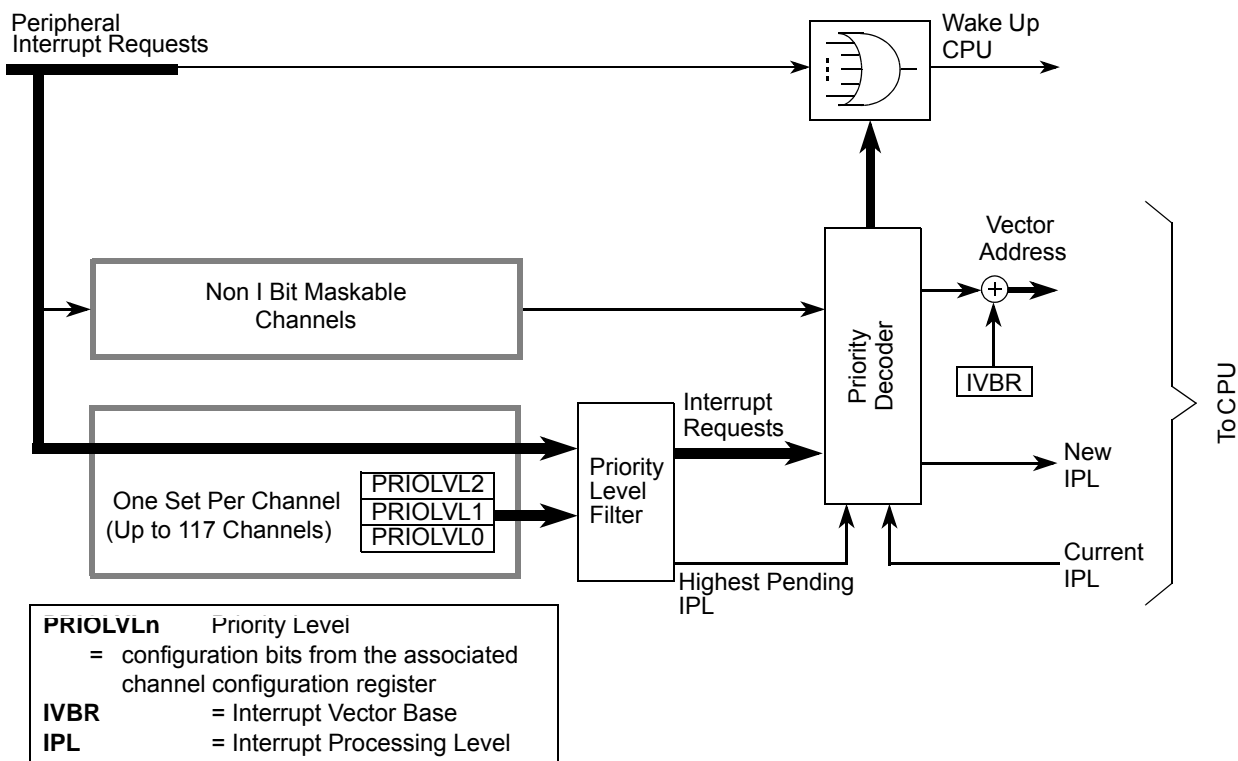 Peripheral
Interrupt Requests
Wake Up
CPU
Vector
Address
Non I Bit Maskable
Channels
Priority
Decoder
IVBR
To CPU
Interrupt
Requests
Priority
Level
Filter
One Set Per Channel
(Up to 117 Channels)
PRIOLVL2
PRIOLVL1
PRIOLVL0
New
IPL
Current
IPL
Highest Pending
IPL
PRIOLVLn Priority Level
= configuration bits from the associated
channel configuration register
IVBR = Interrupt Vector Base
IPL = Interrupt Processing Level